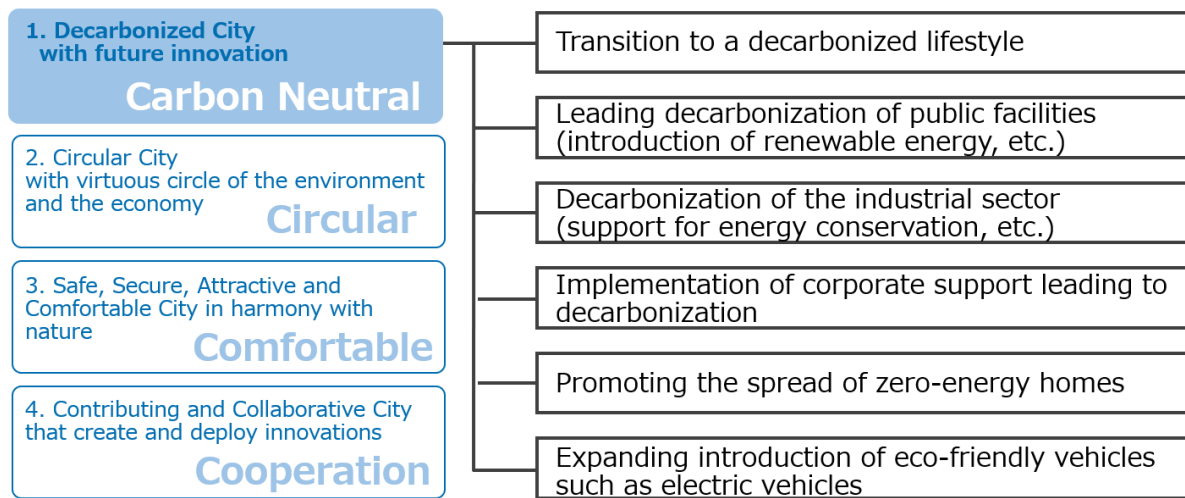 1. Decarbonized City
with future innovation
Carbon Neutral
2. Circular City
with virtuous circle of the environment
and the economy
Circular
3. Safe, Secure, Attractive and
Comfortable City in harmony with
nature
Comfortable
4. Contributing and Collaborative City
that create and deploy innovations
Cooperation
Transition to a decarbonized lifestyle
Leading decarbonization of public facilities
(introduction of renewable energy, etc.)
Decarbonization of the industrial sector
(support for energy conservation, etc.)
Implementation of corporate support leading to
decarbonization
Promoting the spread of zero-energy homes
Expanding introduction of eco-friendly vehicles
such as electric vehicles